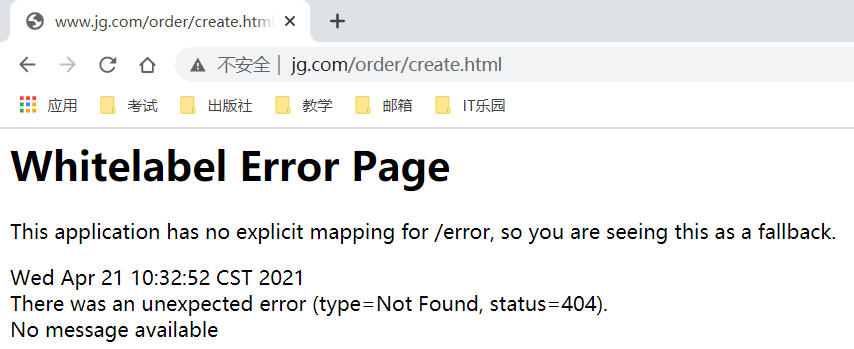 www.jg.com/order/create.html
不安全 | jg.com/order/create.html
应用 考试 出版社 教学 邮箱 IT乐园
Whitelabel Error Page
This application has no explicit mapping for /error, so you are seeing this as a fallback.
Wed Apr 21 10:32:52 CST 2021
There was an unexpected error (type=Not Found, status=404).
No message available